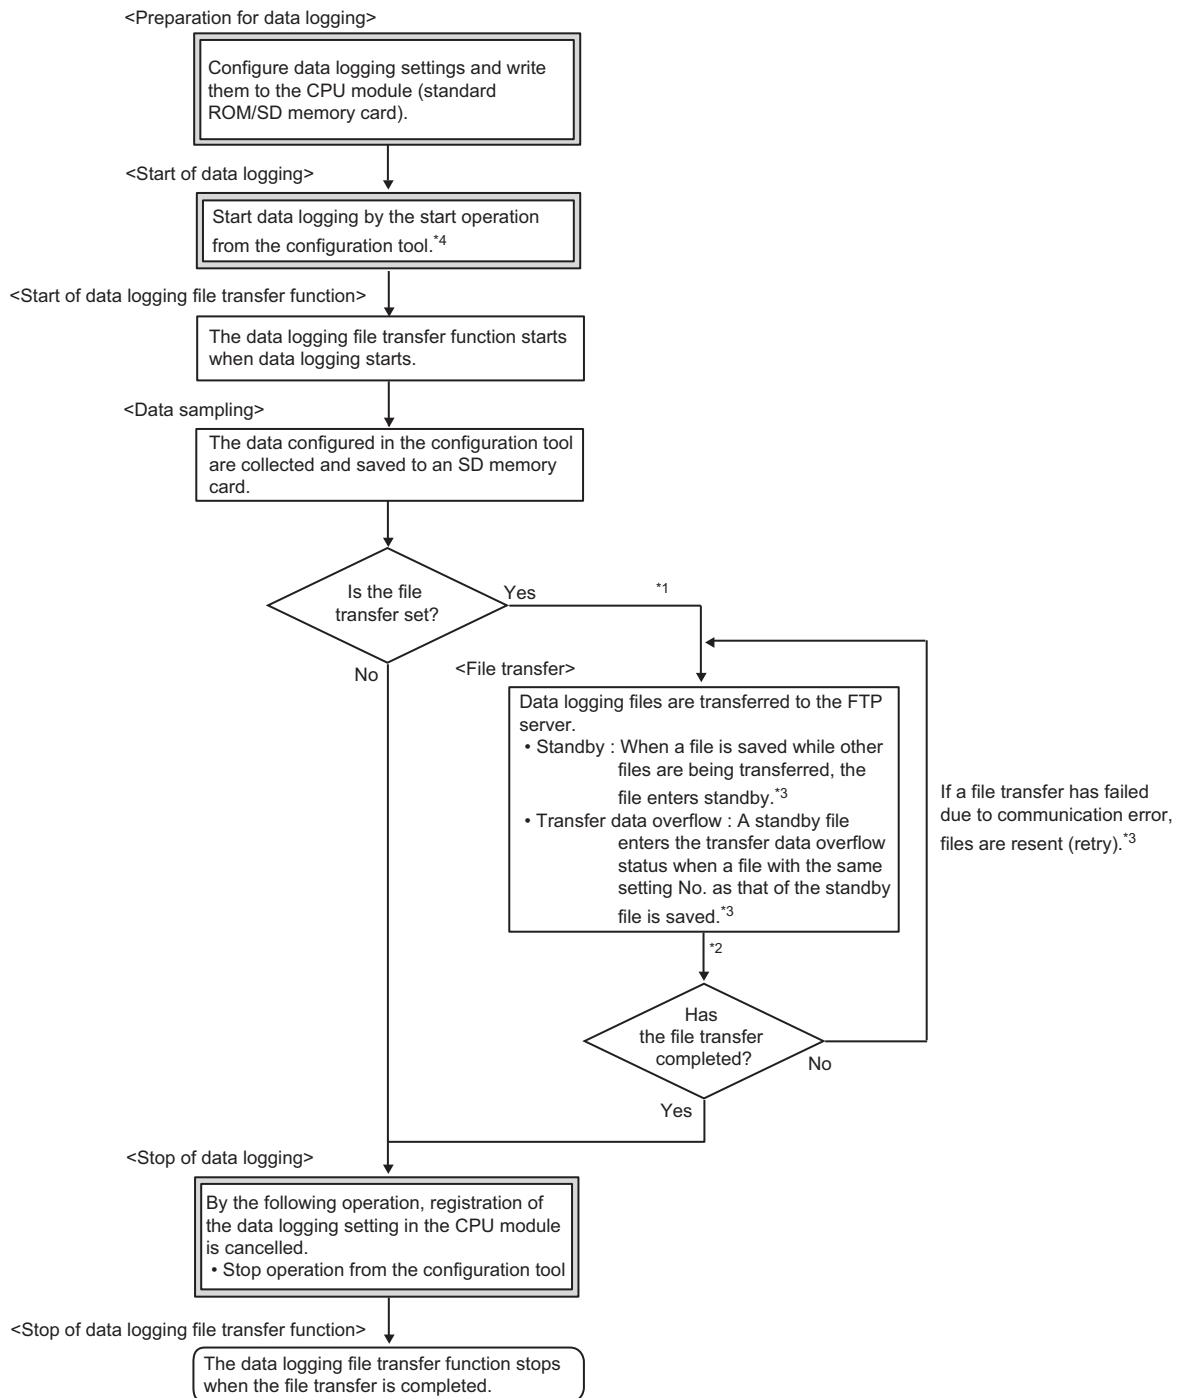 <Preparation for data logging>
Configure data logging settings and write
them to the CPU module (standard
ROM/SD memory card).
<Start of data logging>
Start data logging by the start operation
from the configuration tool.*4
<Start of data logging file transfer function>
The data logging file transfer function starts
when data logging starts.
<Data sampling>
The data configured in the configuration tool
are collected and saved to an SD memory
card.
Is the file
transfer set?
Yes
*1
No
<File transfer>
Data logging files are transferred to the FTP
server.
• Standby : When a file is saved while other
files are being transferred, the
file enters standby.*3
• Transfer data overflow : A standby file
enters the transfer data overflow
status when a file with the same
setting No. as that of the standby
file is saved.*3
If a file transfer has failed
due to communication error,
files are resent (retry).*3
*2
Has
the file transfer
completed?
No
Yes
<Stop of data logging>
By the following operation, registration of
the data logging setting in the CPU module
is cancelled.
• Stop operation from the configuration tool
<Stop of data logging file transfer function>
The data logging file transfer function stops
when the file transfer is completed.